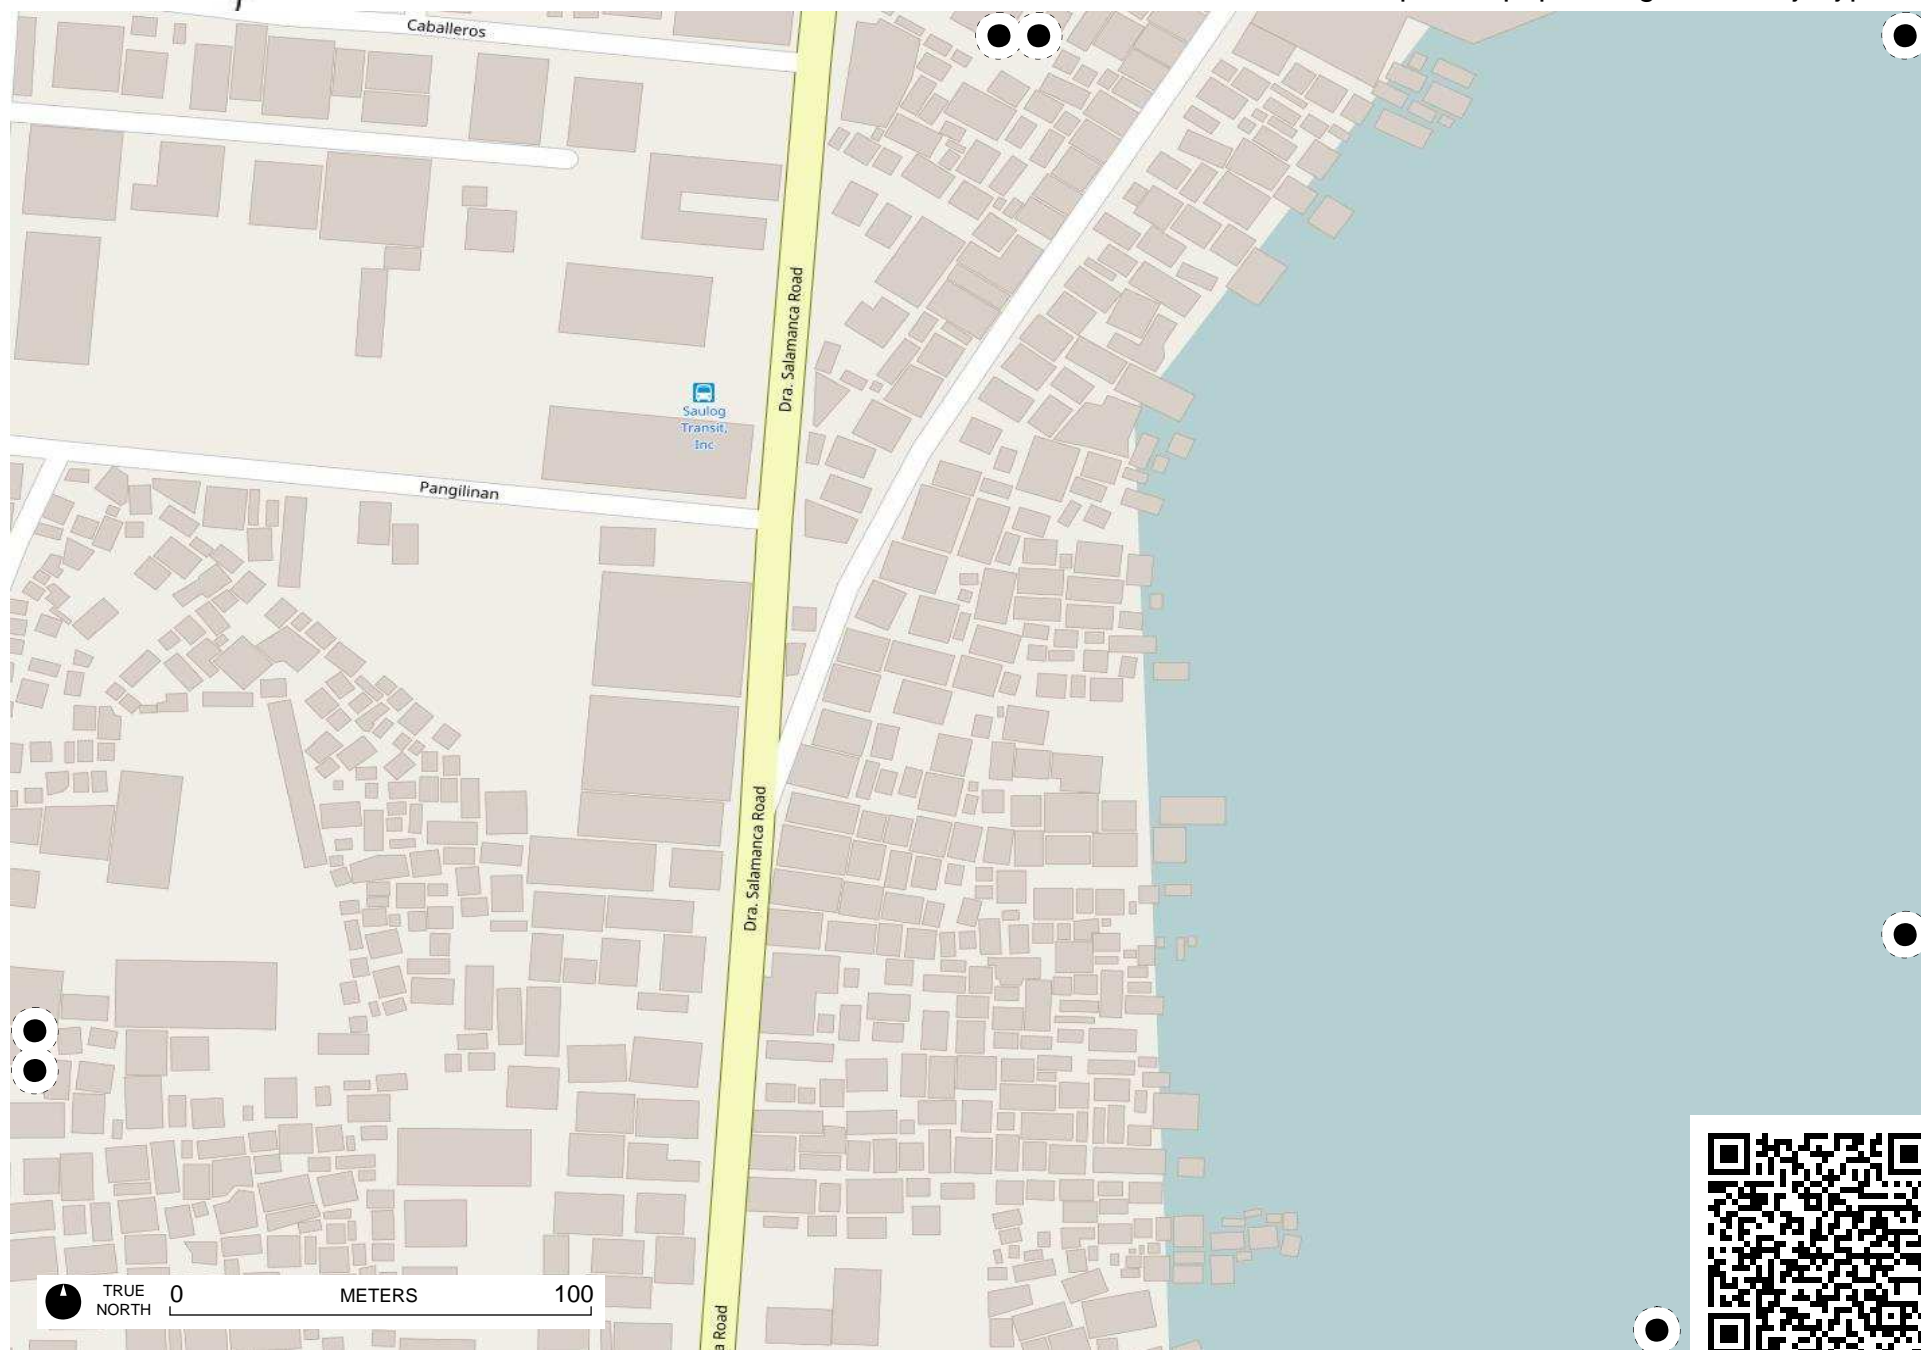 Caballeros
Dra. Salamanca Road
Saulog
Transit,
Inc
Pangilinan
Dra. Salamanca Road
TRUE
NORTH
0 METERS 100
Road